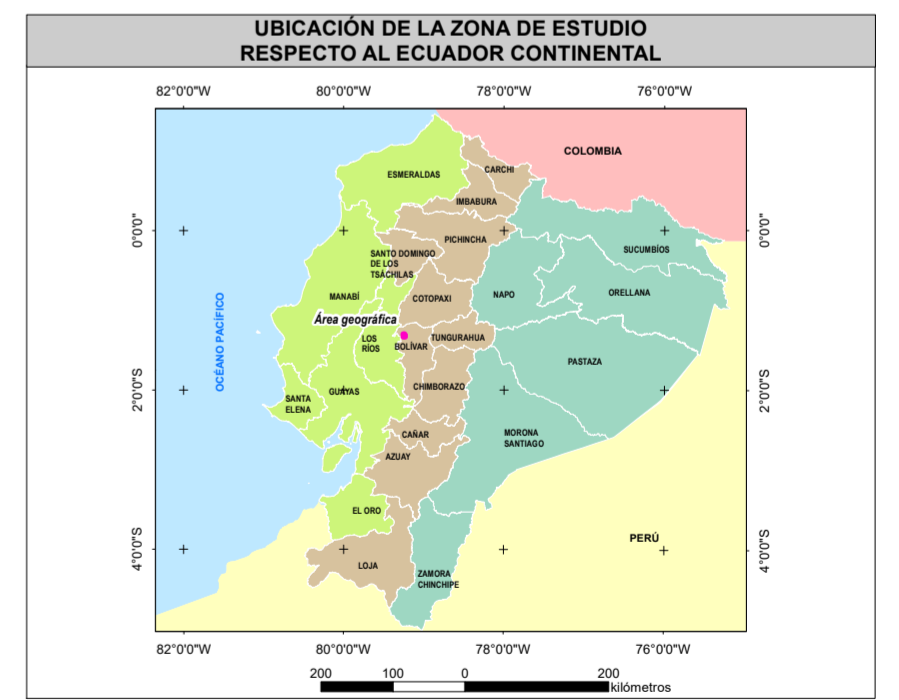 UBICACIÓN DE LA ZONA DE ESTUDIO
RESPECTO AL ECUADOR CONTINENTAL
82°0'0"W 80°0'0"W 78°0'0"W 76°0'0"W
COLOMBIA
ESMERALDAS
CARCHI
IMBABURA
0°0'0"
0°0'0"
PICHINCHA
SUCUMBÍOS
SANTO DOMINGO
DE LOS
TSÁCHILAS
MANABÍ
COTOPAXI
NAPO
ORELLANA
Área geográfica
OCÉANO PACÍFICO
LOS
RÍOS
BOLÍVAR
TUNGURAHUA
PASTAZA
CHIMBORAZO
2°0'0"S
2°0'0"S
GUAYAS
SANTA
ELENA
CAÑAR
MORONA
SANTIAGO
AZUAY
EL ORO
PERÚ
4°0'0"S
4°0'0"S
LOJA
ZAMORA
CHINCHIPE
82°0'0"W 80°0'0"W 78°0'0"W 76°0'0"W
200 100 0 200
kilómetros